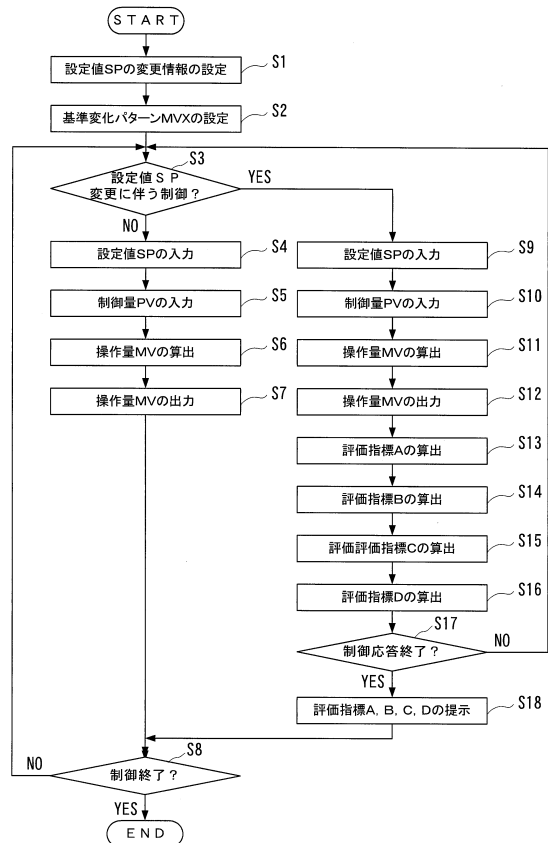 START
設定値SPの変更情報の設定
S1
基準変化パターンMVXの設定
S2
設定値SP
変更に伴う制御?
S3
YES
NO
設定値SPの入力
S4
制御量PVの入力
S5
操作量MVの算出
S6
操作量MVの出力
S7
設定値SPの入力
S9
制御量PVの入力
S10
操作量MVの算出
S11
操作量MVの出力
S12
評価指標Aの算出
S13
評価指標Bの算出
S14
評価評価指標Cの算出
S15
評価指標Dの算出
S16
制御応答終了?
S17
NO
YES
評価指標A, B, C, Dの提示
S18
制御終了?
S8
NO
YES
END